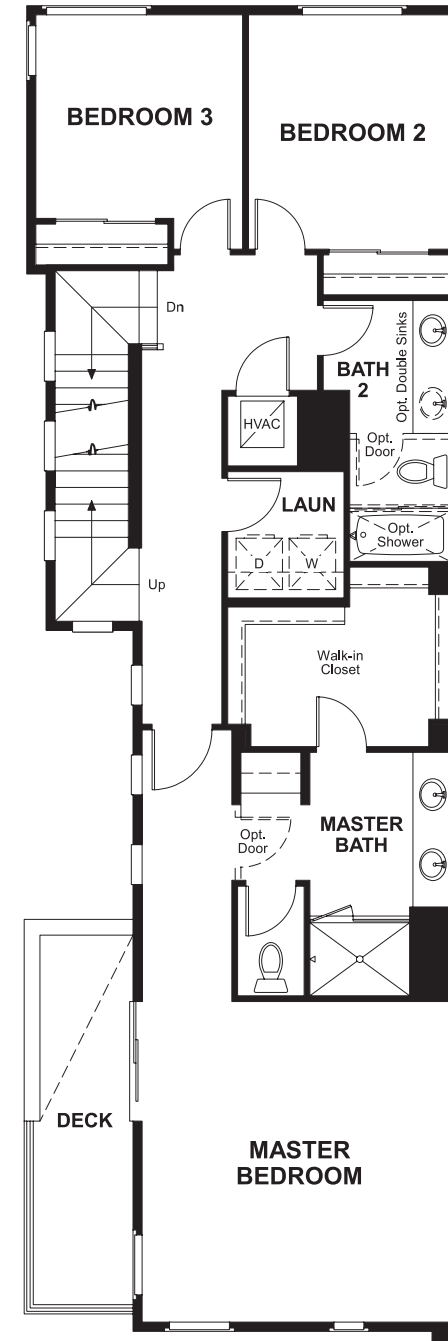 BEDROOM 3
BEDROOM 2
Dn
Opt. Double Sinks
BATH
2
HVAC
Opt.
Door
LAUN
Opt.
Shower
D
W
Up
Walk-in
Closet
Opt.
Door
MASTER
BATH
DECK
MASTER
BEDROOM